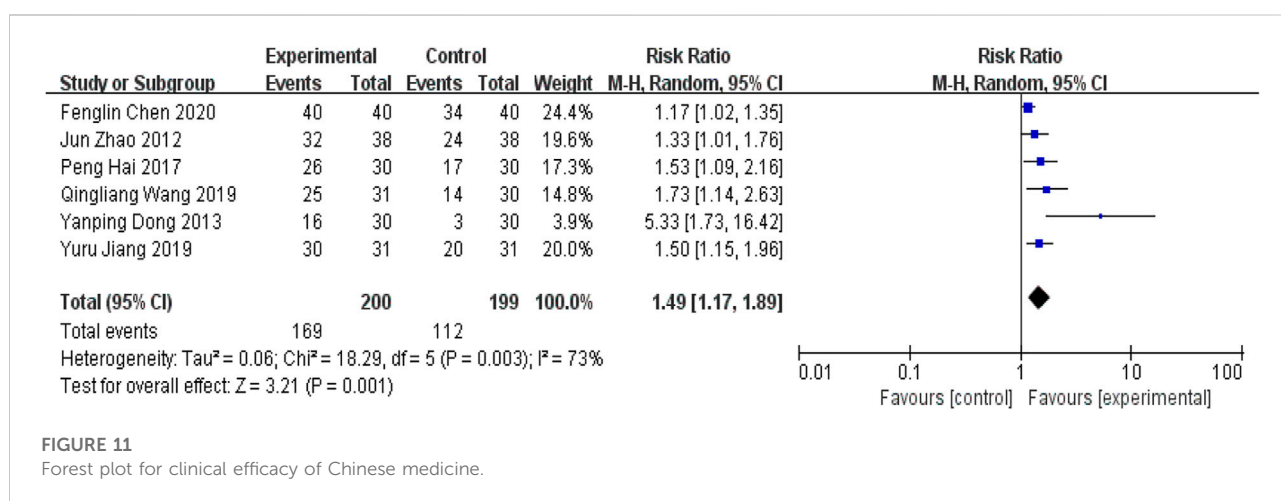 Experimental Control Risk Ratio Risk Ratio
Study or Subgroup Events Total Events Total Weight M-H, Random, 95% CI M-H, Random, 95% CI
Fenglin Chen 2020 40 40 34 40 24.4% 1.17 [1.02, 1.35]
Jun Zhao 2012 32 38 24 38 19.6% 1.33 [1.01, 1.76]
Peng Hai 2017 26 30 17 30 17.3% 1.53 [1.09, 2.16]
Qingliang Wang 2019 25 31 14 30 14.8% 1.73 [1.14, 2.63]
Yanping Dong 2013 16 30 3 30 3.9% 5.33 [1.73, 16.42]
Yuru Jiang 2019 30 31 20 31 20.0% 1.50 [1.15, 1.96]
Total (95% CI) 200 199 100.0% 1.49 [1.17, 1.89]
Total events 169 112
Heterogeneity: Tau² = 0.06; Chi² = 18.29, df = 5 (P = 0.003); I² = 73%
Test for overall effect: Z = 3.21 (P = 0.001)
0.01 0.1 1 10 100
Favours [control] Favours [experimental]
FIGURE 11
Forest plot for clinical efficacy of Chinese medicine.